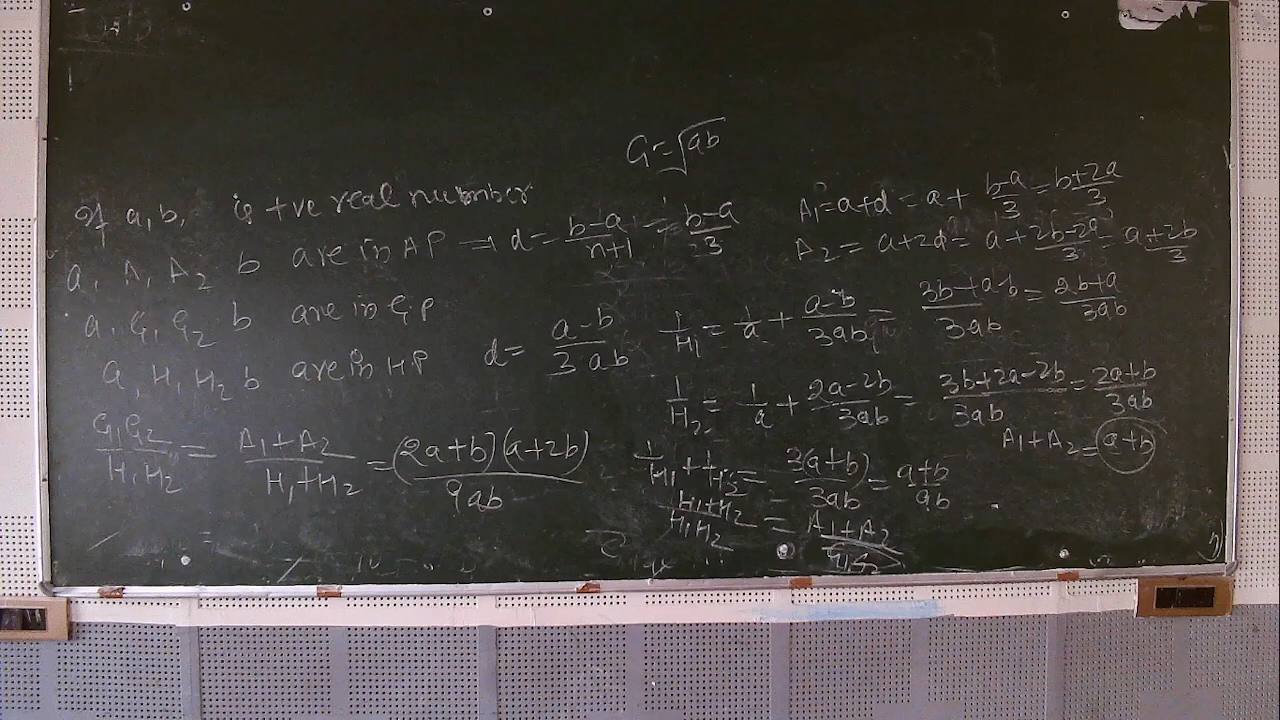 G=√ab
If a, b, is +ve real number
a, A, A2 b are in AP → d = (b-a)/(n+1) = (b-a)/3
A1=a+d = a + (b-a)/3 = (b+2a)/3
A2 = a+2d = a + (2b-2a)/3 = (a+2b)/3
a, G, G2 b are in GP
a, H, H2 b are in HP d = (a-b)/(3ab)
1/H1 = 1/a + (a-b)/(3ab) = (3b+a-b)/(3ab) = (2b+a)/(3ab)
1/H2 = 1/a + (2a-2b)/(3ab) = (3b+2a-2b)/(3ab) = (2a+b)/(3ab)
A1+A2 = a+b
G1G2/H1H2 = (A1+A2)/(H1+H2) = (2a+b)(a+2b)/(9ab)
1/H1 + 1/H2 = 3(a+b)/(3ab) = (a+b)/(ab)
(H1+H2)/(H1H2) = (A1+A2)/(G1G2)